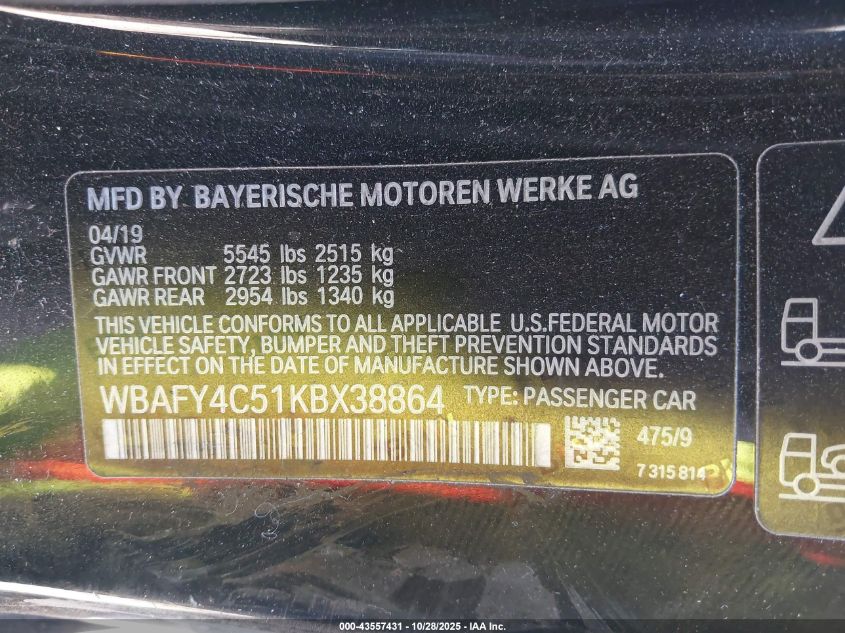 MFD BY BAYERISCHE MOTOREN WERKE AG
04/19
GVWR 5545 lbs 2515 kg
GAWR FRONT 2723 lbs 1235 kg
GAWR REAR 2954 lbs 1340 kg
THIS VEHICLE CONFORMS TO ALL APPLICABLE U.S.FEDERAL MOTOR
VEHICLE SAFETY, BUMPER AND THEFT PREVENTION STANDARDS
IN EFFECT ON THE DATE OF MANUFACTURE SHOWN ABOVE.
WBAFY4C51KBX38864 TYPE: PASSENGER CAR
475/9
7 315 814
000-43557431 - 10/28/2025 - IAA Inc.